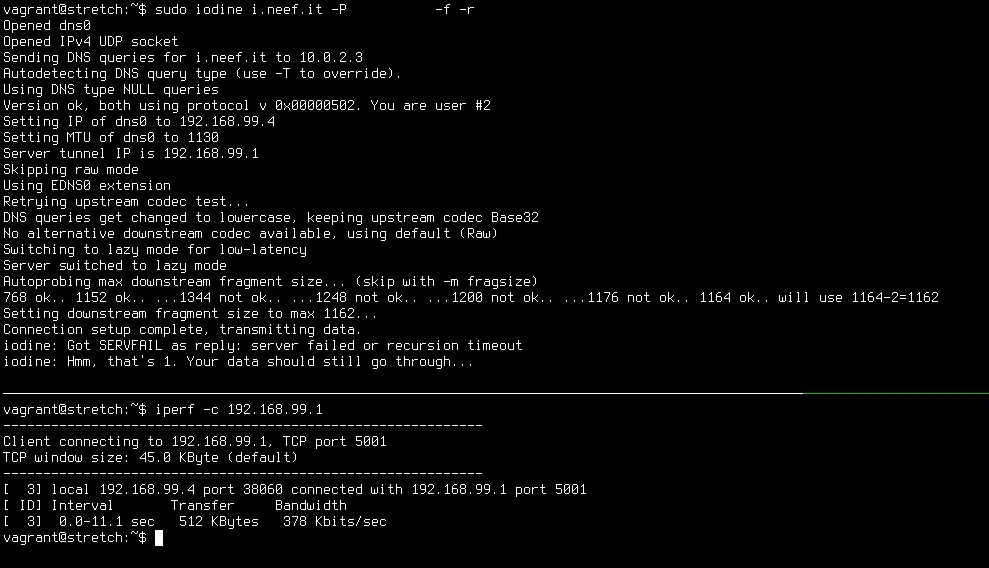 vagrant@stretch:~$ sudo iodine i.neef.it -P           -f -r
Opened dns0
Opened IPv4 UDP socket
Sending DNS queries for i.neef.it to 10.0.2.3
Autodetecting DNS query type (use -T to override).
Using DNS type NULL queries
Version ok, both using protocol v 0x00000502. You are user #2
Setting IP of dns0 to 192.168.99.4
Setting MTU of dns0 to 1130
Server tunnel IP is 192.168.99.1
Skipping raw mode
Using EDNS0 extension
Retrying upstream codec test...
DNS queries get changed to lowercase, keeping upstream codec Base32
No alternative downstream codec available, using default (Raw)
Switching to lazy mode for low-latency
Server switched to lazy mode
Autoprobing max downstream fragment size... (skip with -m fragsize)
768 ok.. 1152 ok.. ...1344 not ok.. ...1248 not ok.. ...1200 not ok.. ...1176 not ok.. 1164 ok.. will use 1164-2=1162
Setting downstream fragment size to max 1162...
Connection setup complete, transmitting data.
iodine: Got SERVFAIL as reply: server failed or recursion timeout
iodine: Hmm, that's 1. Your data should still go through...
vagrant@stretch:~$ iperf -c 192.168.99.1
------------------------------------------------------------
Client connecting to 192.168.99.1, TCP port 5001
TCP window size: 45.0 KByte (default)
------------------------------------------------------------
[  3] local 192.168.99.4 port 38060 connected with 192.168.99.1 port 5001
[ ID] Interval       Transfer     Bandwidth
[  3]  0.0-11.1 sec   512 KBytes   378 Kbits/sec
vagrant@stretch:~$